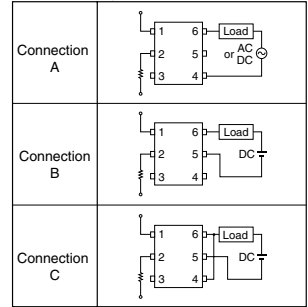 Connection
A
1 6 Load
2 5 or AC
DC
3 4
Connection
B
1 6 Load
2 5 DC
3 4
Connection
C
1 6 Load
2 5 DC
3 4